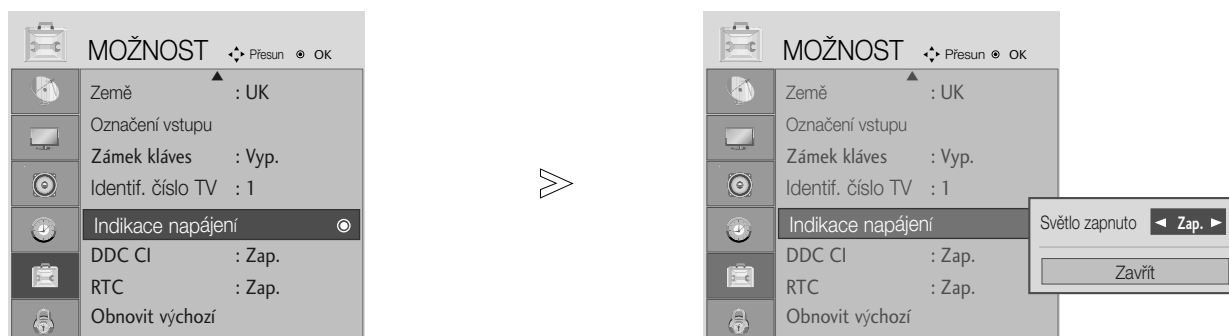 MOŽNOST Přesun OK
Země : UK
Označení vstupu
Zámek kláves : Vyp.
Identif. číslo TV : 1
Indikace napájení
DDC CI : Zap.
RTC : Zap.
Obnovit výchozí
MOŽNOST Přesun OK
Země : UK
Označení vstupu
Zámek kláves : Vyp.
Identif. číslo TV : 1
Indikace napájení
DDC CI : Zap.
RTC : Zap.
Obnovit výchozí
Světlo zapnuto ◄ Zap. ►
Zavřít